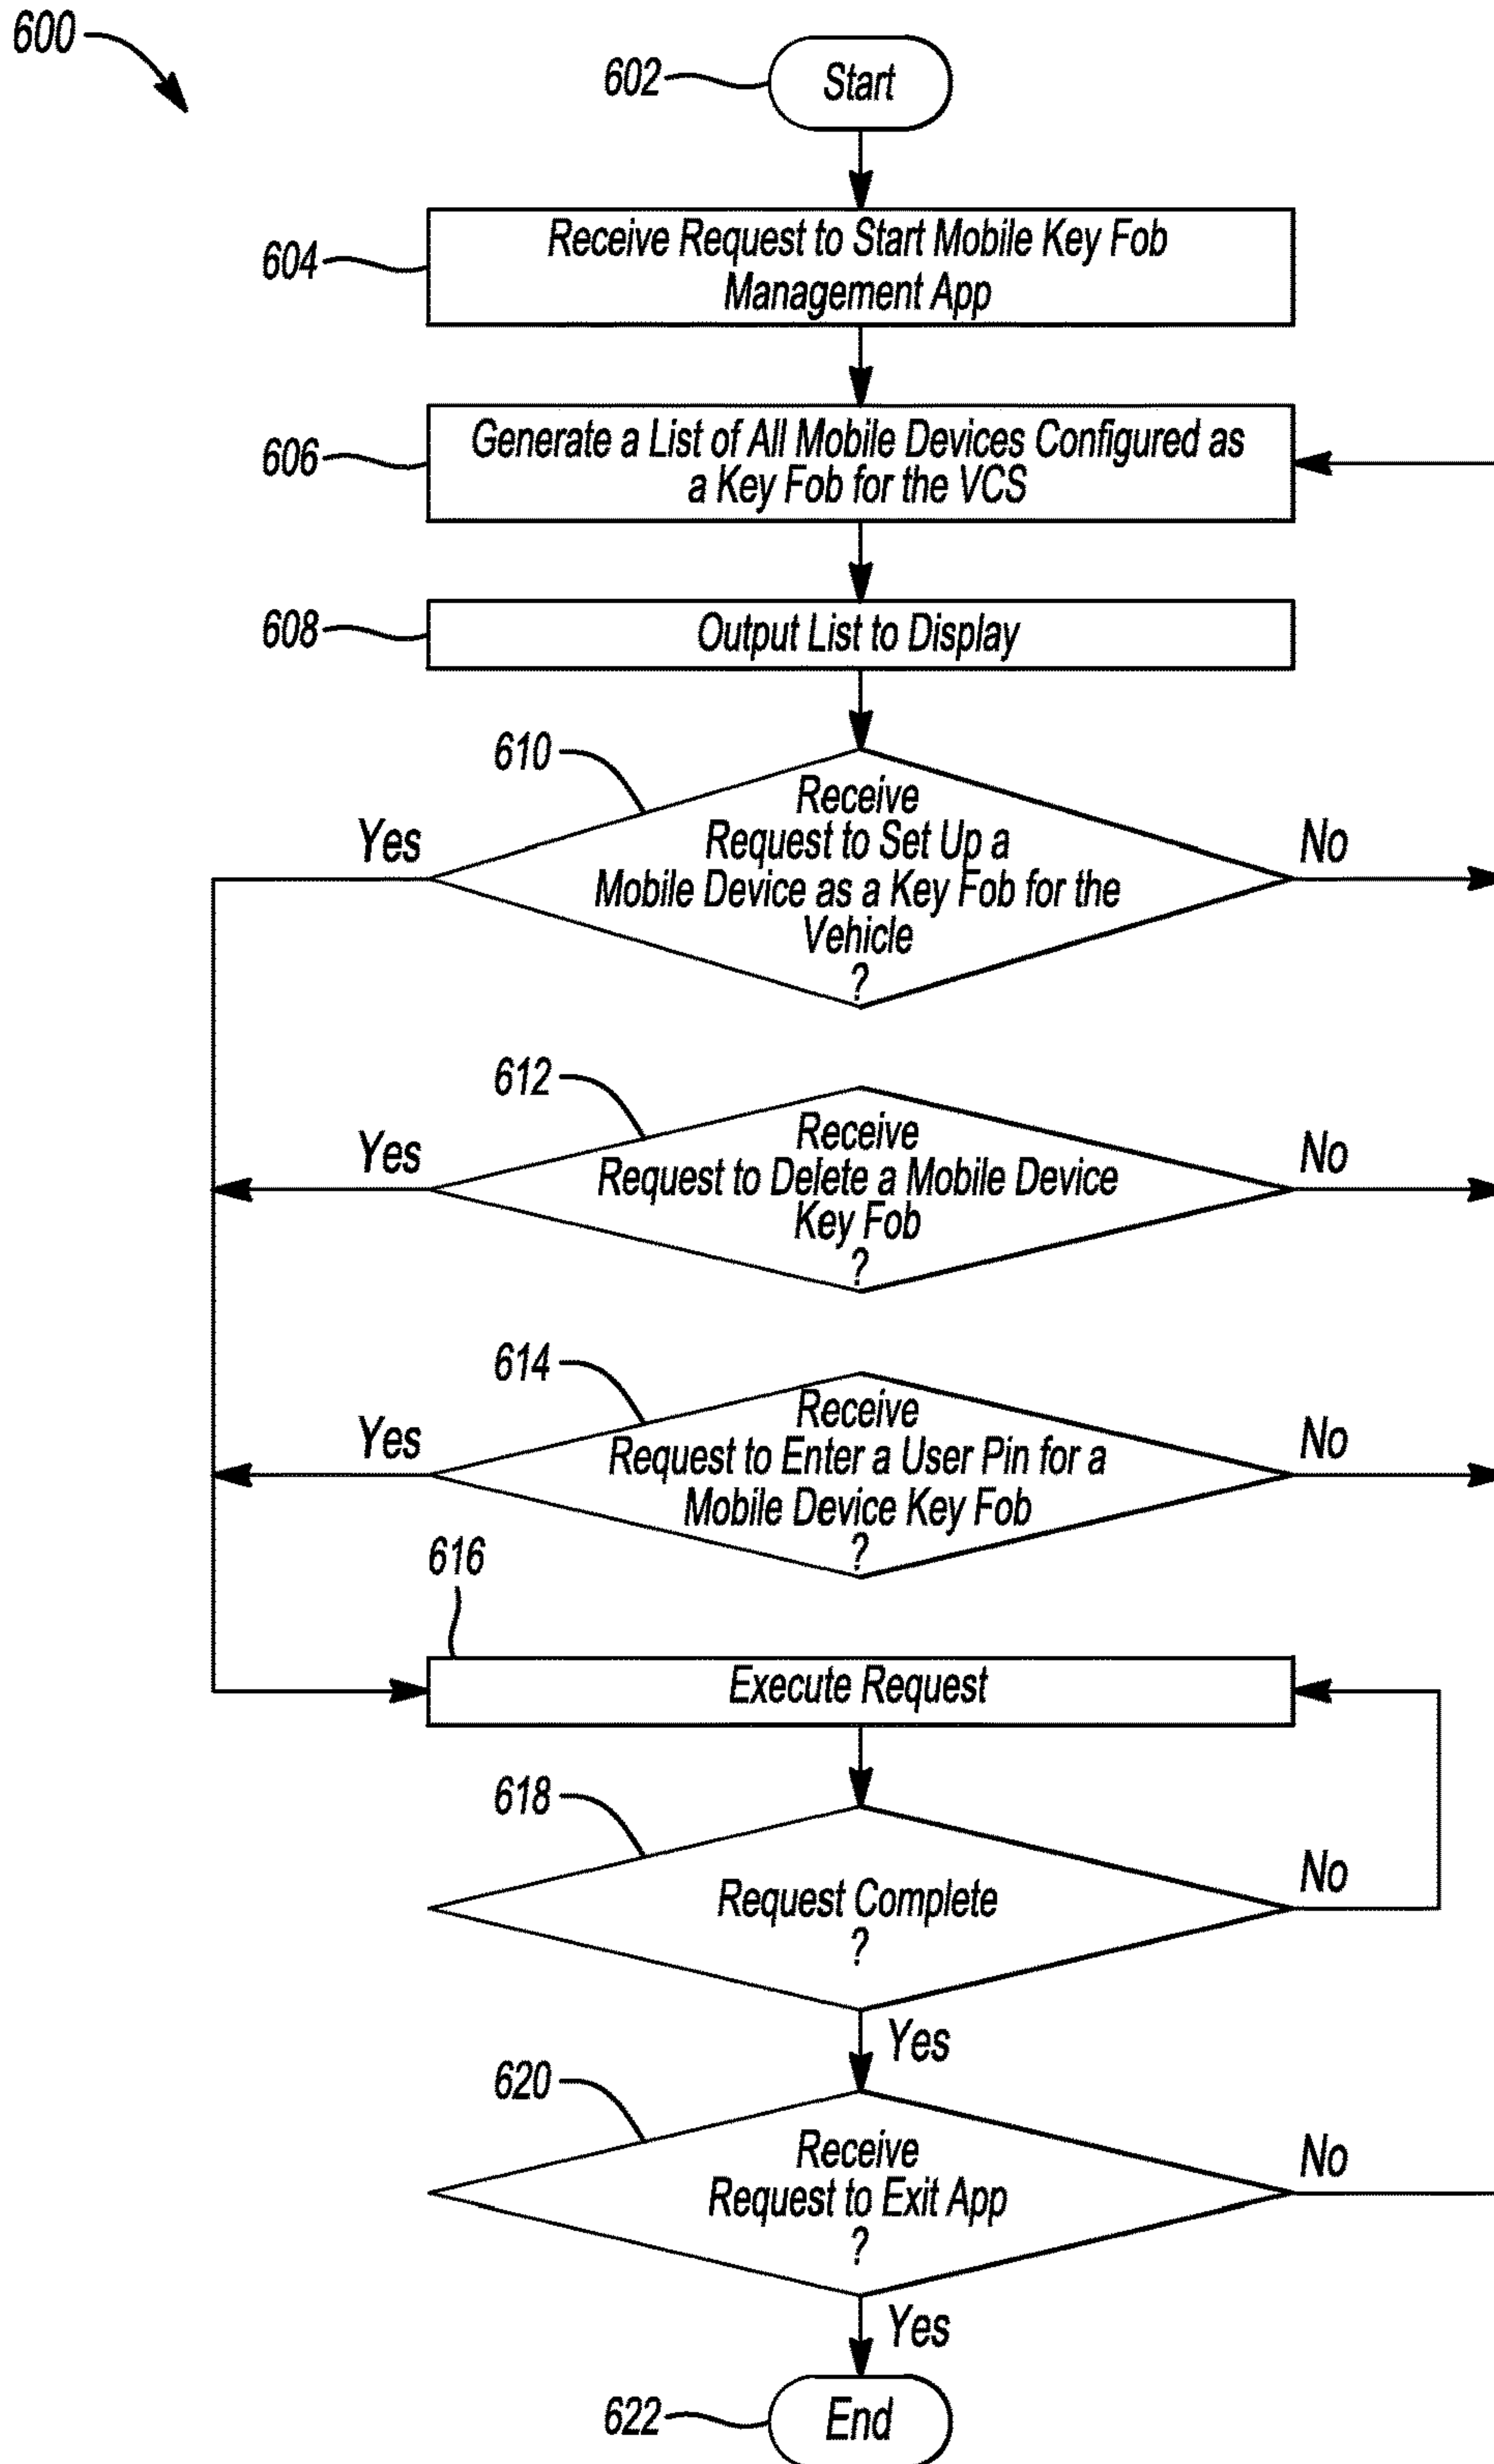 600
602
Start
604
Receive Request to Start Mobile Key Fob
Management App
606
Generate a List of All Mobile Devices Configured as
a Key Fob for the VCS
608
Output List to Display
610
Receive
Request to Set Up a
Mobile Device as a Key Fob for the
Vehicle
?
Yes
No
612
Receive
Request to Delete a Mobile Device
Key Fob
?
Yes
No
614
Receive
Request to Enter a User Pin for a
Mobile Device Key Fob
?
Yes
No
616
Execute Request
618
Request Complete
?
No
Yes
620
Receive
Request to Exit App
?
No
Yes
622
End